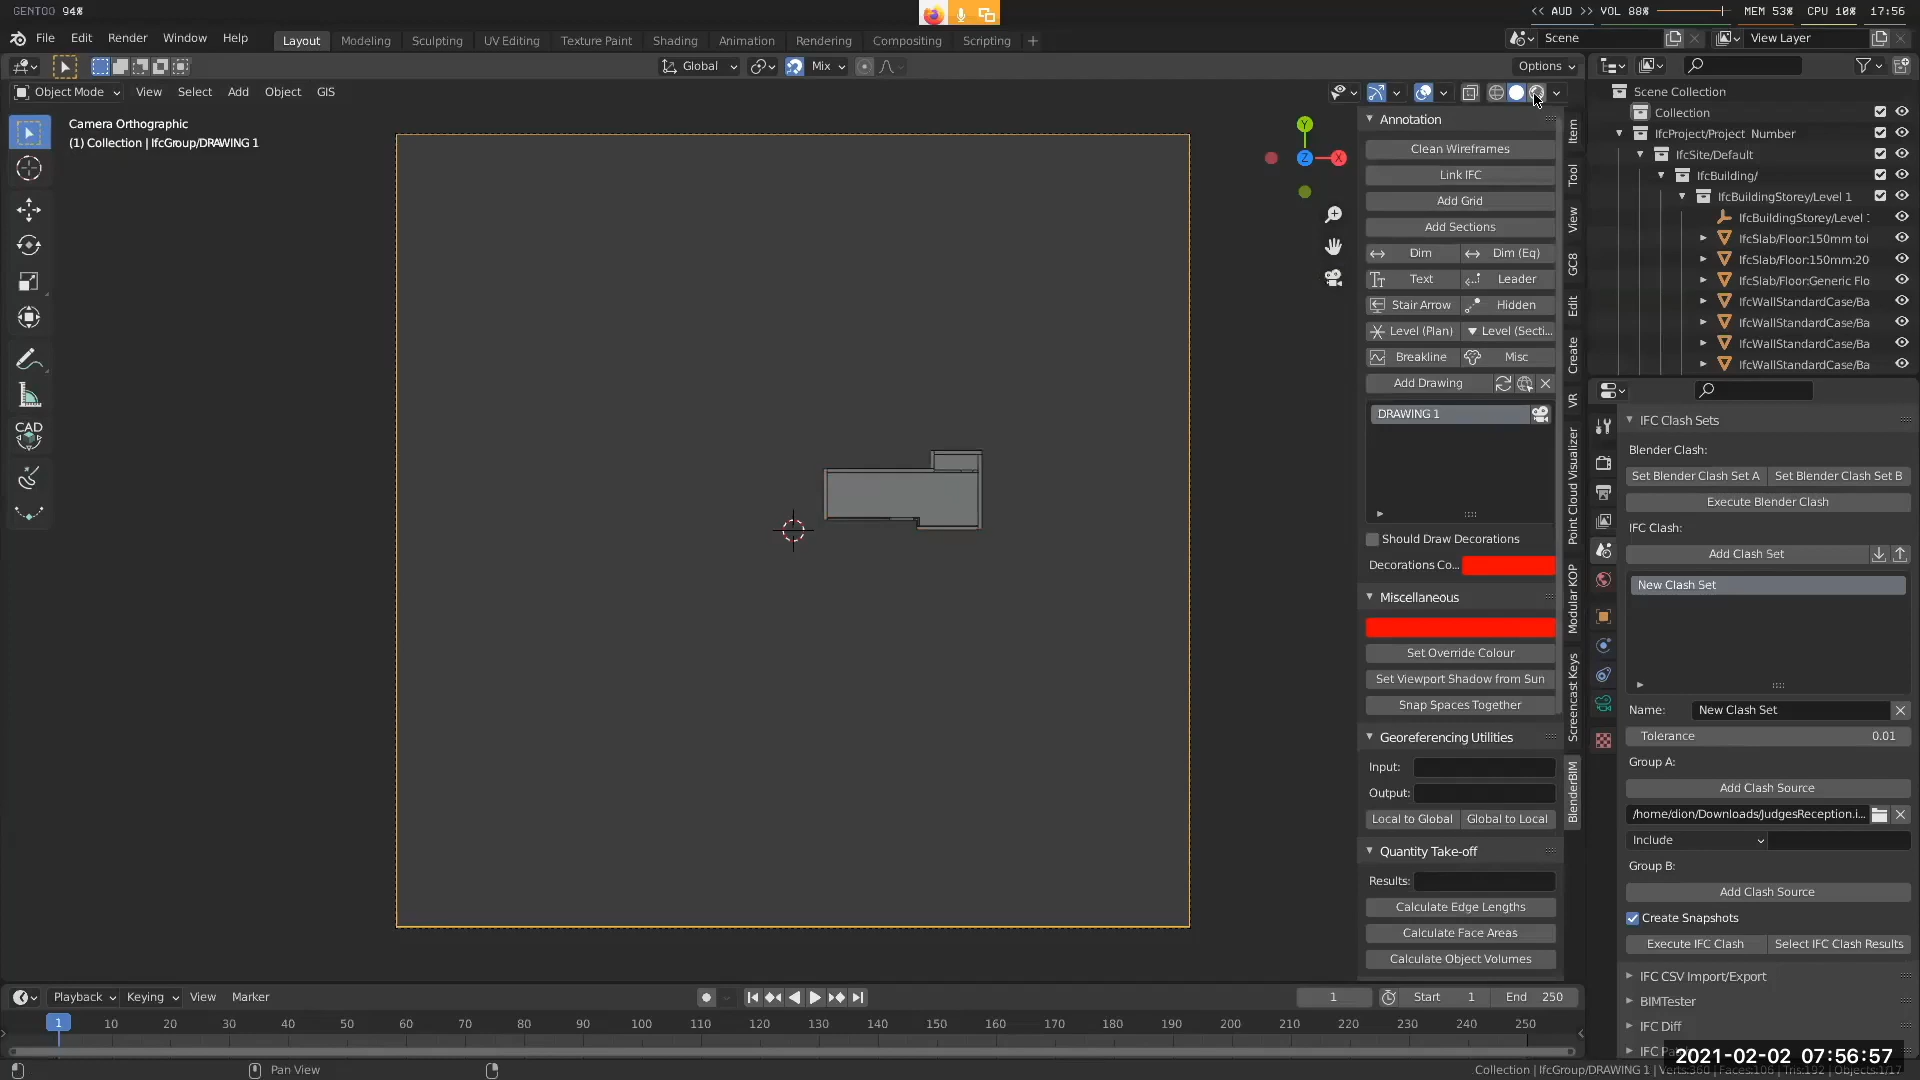 GENTOO 94%
<< AUD >> VOL 88% MEM 53% CPU 10% 17:56
File Edit Render Window Help
Layout Modeling Sculpting UV Editing Texture Paint Shading Animation Rendering Compositing Scripting +
Scene
View Layer
Global
Mix
Options
Object Mode View Select Add Object GIS
Camera Orthographic
(1) Collection | IfcGroup/DRAWING 1
Y
Z
X
CAD
Annotation
Clean Wireframes
Link IFC
Add Grid
Add Sections
Dim Dim (Eq)
Text Leader
Stair Arrow Hidden
Level (Plan) Level (Secti...
Breakline Misc
Add Drawing
DRAWING 1
Should Draw Decorations
Decorations Co...
Miscellaneous
Set Override Colour
Set Viewport Shadow from Sun
Snap Spaces Together
Georeferencing Utilities
Input:
Output:
Local to Global Global to Local
Quantity Take-off
Results:
Calculate Edge Lengths
Calculate Face Areas
Calculate Object Volumes
Item
Tool
View
GC8
Edit
Create
VR
Point Cloud Visualizer
Modular KOP
Screencast Keys
BlenderBIM
Scene Collection
Collection
IfcProject/Project Number
IfcSite/Default
IfcBuilding/
IfcBuildingStorey/Level 1
IfcBuildingStorey/Level
IfcSlab/Floor:150mm toi
IfcSlab/Floor:150mm:20
IfcSlab/Floor:Generic Flo
IfcWallStandardCase/Ba
IfcWallStandardCase/Ba
IfcWallStandardCase/Ba
IfcWallStandardCase/Ba
IFC Clash Sets
Blender Clash:
Set Blender Clash Set A Set Blender Clash Set B
Execute Blender Clash
IFC Clash:
Add Clash Set
New Clash Set
Name: New Clash Set
Tolerance 0.01
Group A:
Add Clash Source
/home/dion/Downloads/JudgesReception.i...
Include
Group B:
Add Clash Source
Create Snapshots
Execute IFC Clash Select IFC Clash Results
IFC CSV Import/Export
BIMTester
IFC Diff
2021-02-02 07:56:57
Playback Keying View Marker
1 Start 1 End 250
1 10 20 30 40 50 60 70 80 90 100 110 120 130 140 150 160 170 180 190 200 210 220 230 240 250
Pan View
Collection | IfcGroup/DRAWING 1 | Verts:360 | Faces:106 | Tris:192 | Objects:1/17